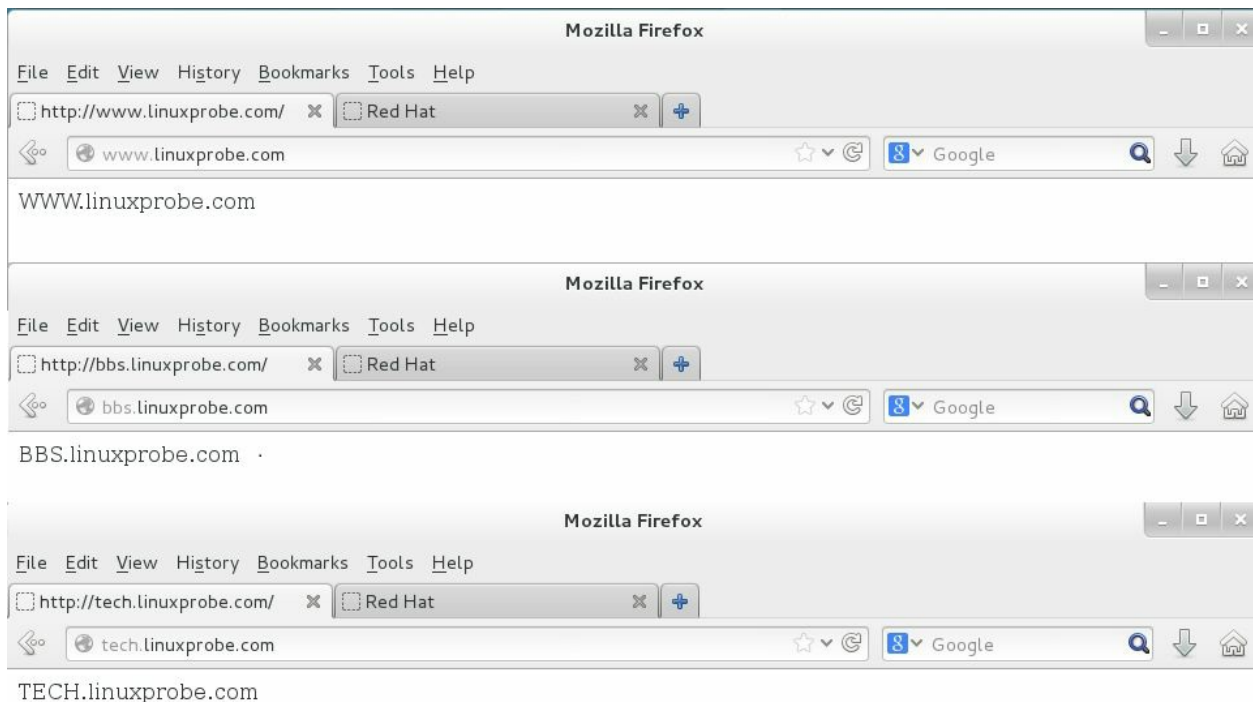 Mozilla Firefox
File Edit View History Bookmarks Tools Help
http://www.linuxprobe.com/ Red Hat
www.linuxprobe.com Google
WWW.linuxprobe.com
Mozilla Firefox
File Edit View History Bookmarks Tools Help
http://bbs.linuxprobe.com/ Red Hat
bbs.linuxprobe.com Google
BBS.linuxprobe.com
Mozilla Firefox
File Edit View History Bookmarks Tools Help
http://tech.linuxprobe.com/ Red Hat
tech.linuxprobe.com Google
TECH.linuxprobe.com